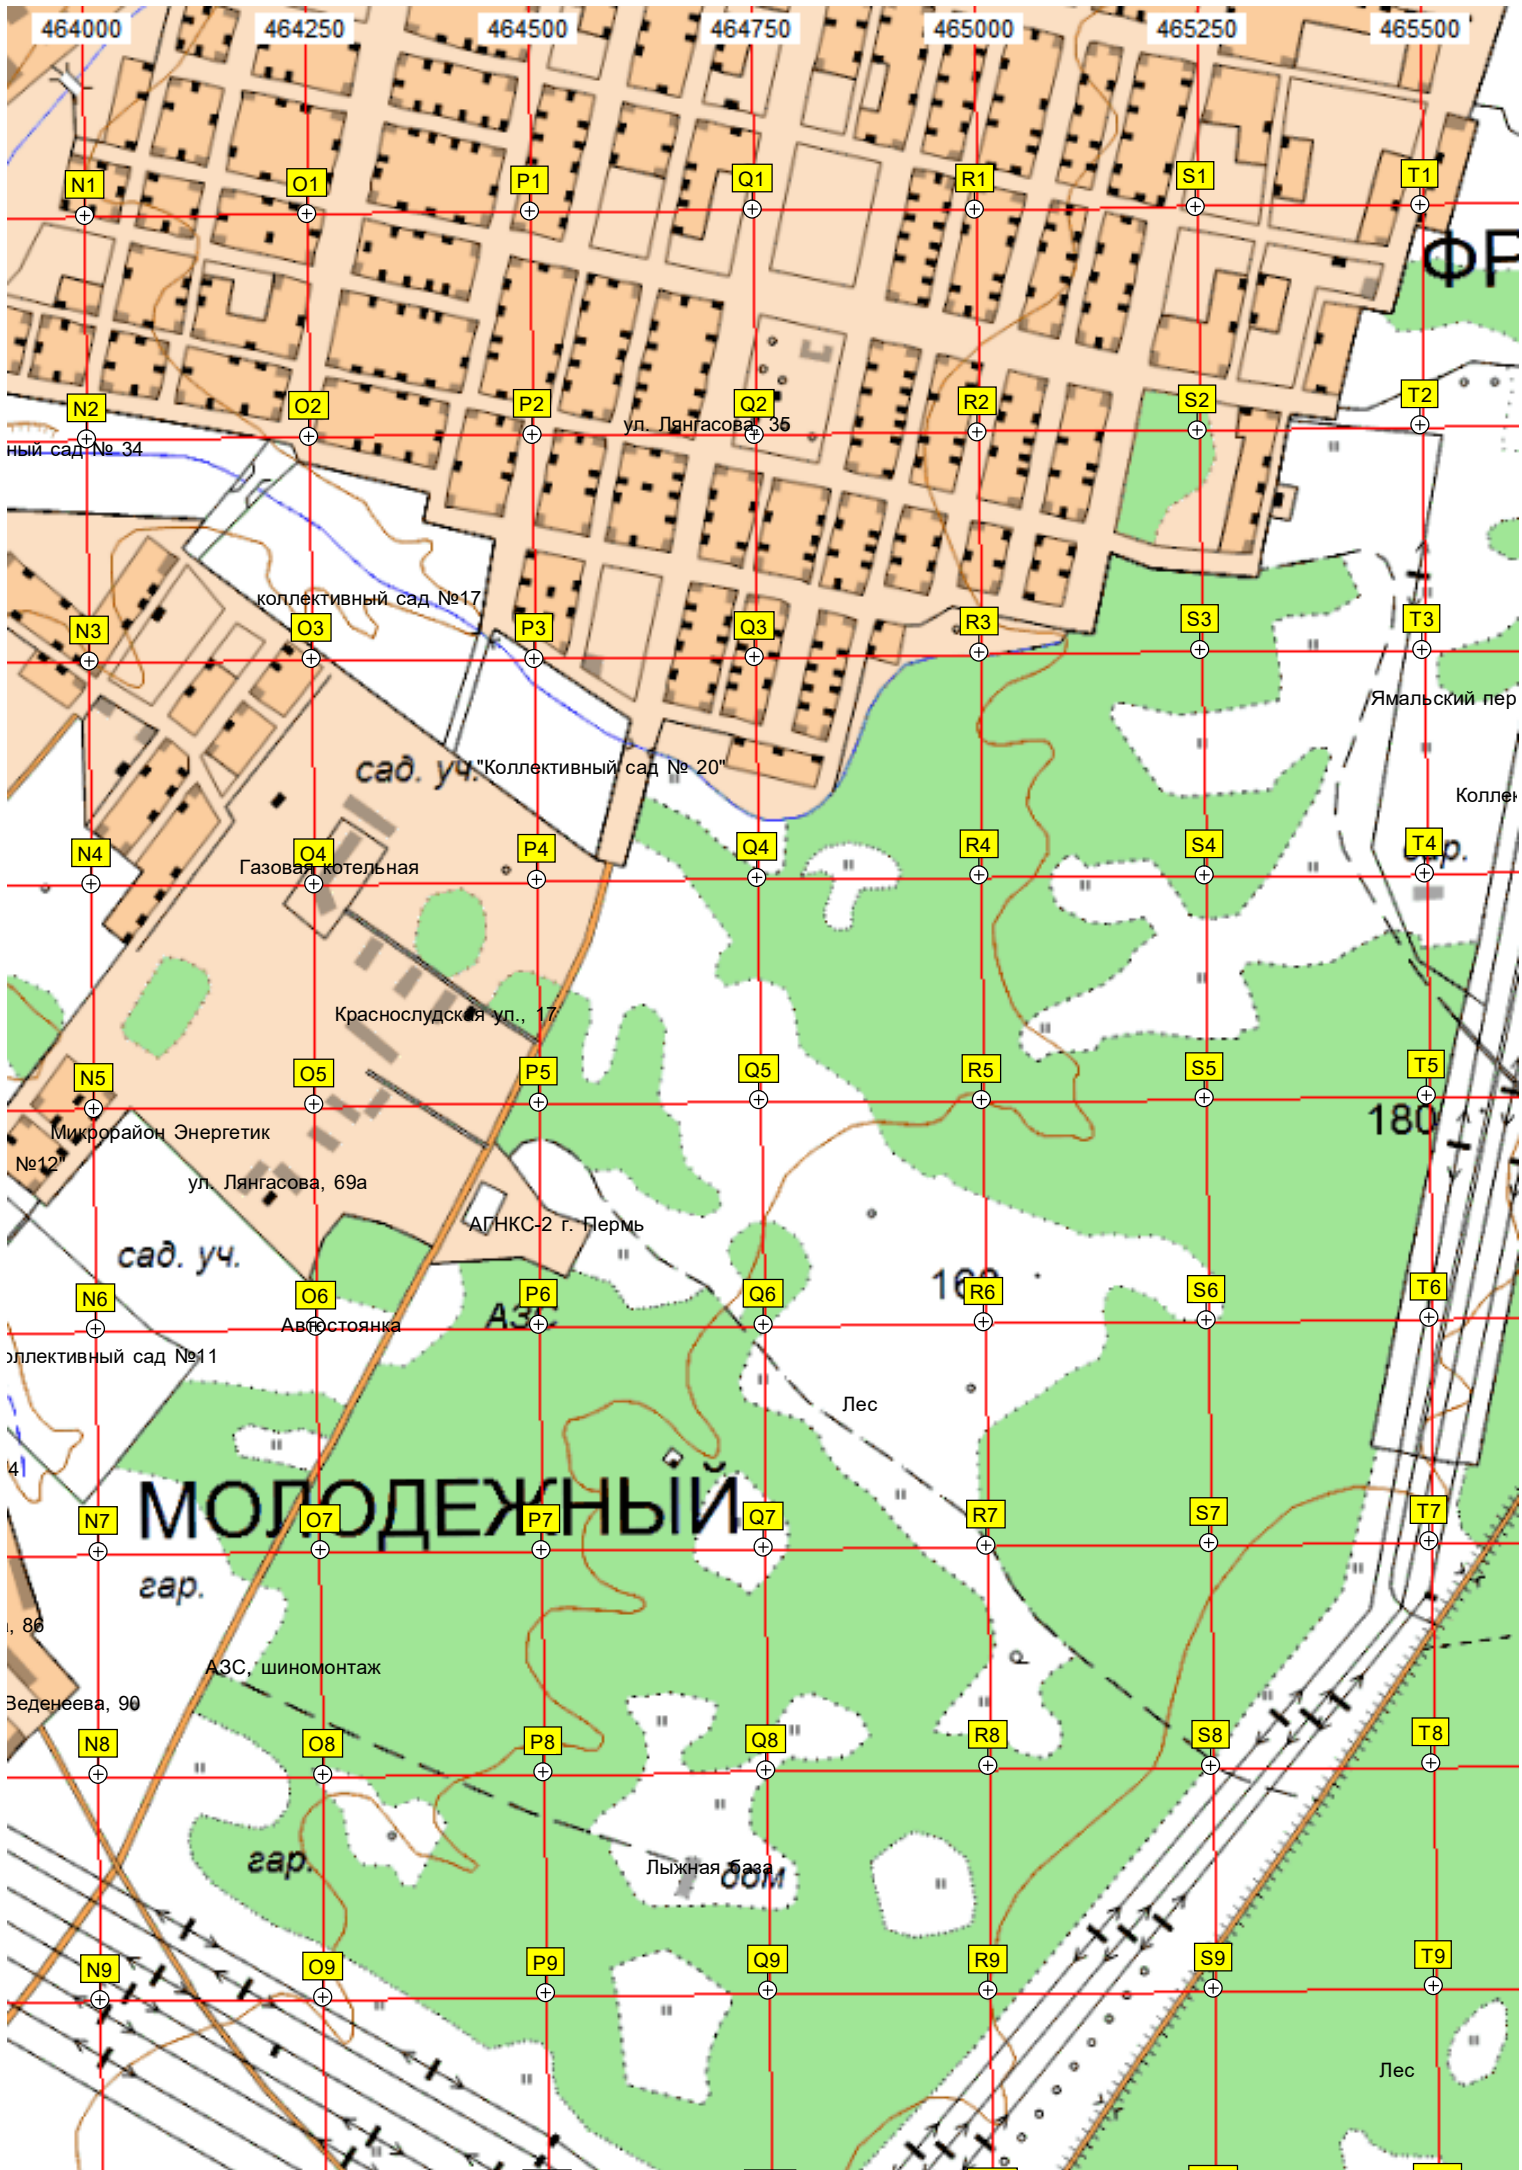 464000 464250 464500 464750 465000 465250 465500
N1 O1 P1 Q1 R1 S1 T1
ФР
N2 O2 P2 Q2 R2 S2 T2
ул. Лянгасова, 35
ный сад № 34
коллективный сад №17
N3 O3 P3 Q3 R3 S3 T3
Ямальский пер
сад. уч.
"Коллективный сад № 20"
Коллек
N4 O4 P4 Q4 R4 S4 T4
Газовая котельная
Краснослудская ул., 17
N5 O5 P5 Q5 R5 S5 T5
180
Микрорайон Энергетик
№12"
ул. Лянгасова, 69а
АГНКС-2 г. Пермь
сад. уч.
160
N6 O6 P6 Q6 R6 S6 T6
АЗС
Автостоянка
оллективный сад №11
Лес
4
МОЛОДЕЖНЫЙ
N7 O7 P7 Q7 R7 S7 T7
гар.
, 86
АЗС, шиномонтаж
Веденеева, 90
N8 O8 P8 Q8 R8 S8 T8
гар.
Лыжная база
дом
N9 O9 P9 Q9 R9 S9 T9
Лес